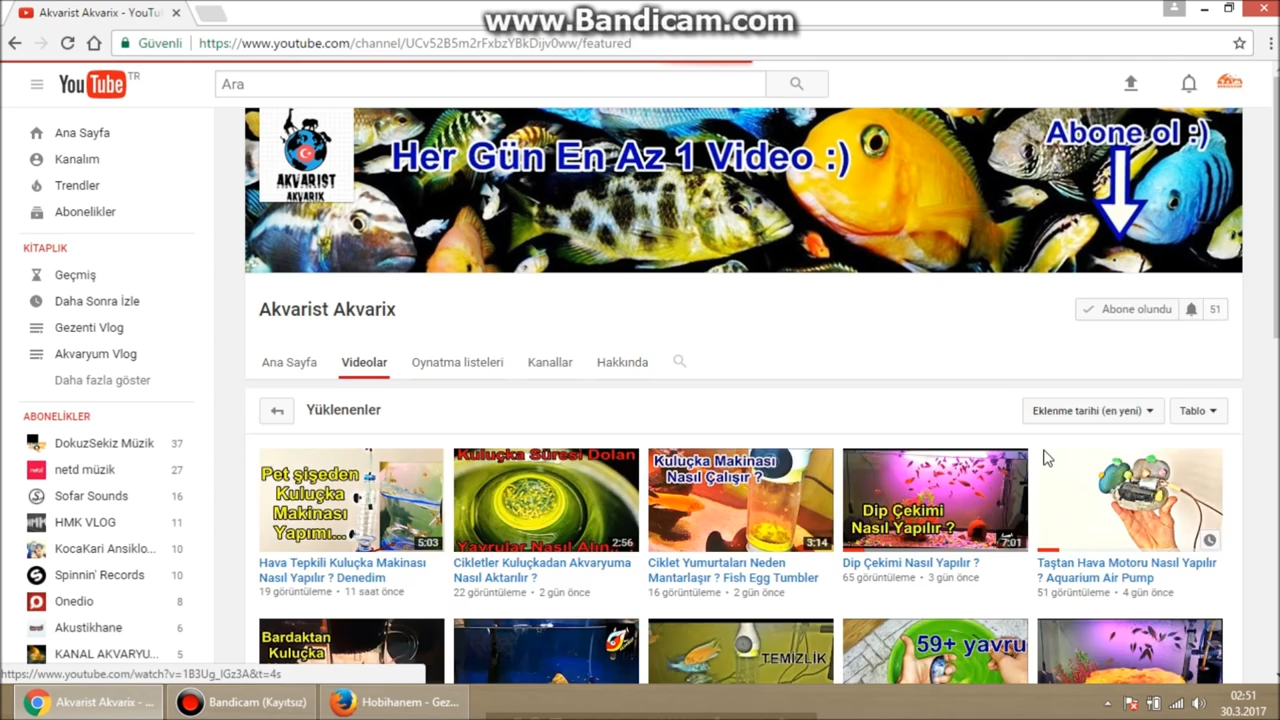 www.Bandicam.com
Akvarist Akvarix - YouTu
Güvenli
https://www.youtube.com/channel/UCv52B5m2rFxbzYBkDijv0ww/featured
YouTube TR
Ara
Ana Sayfa
Kanalım
Trendler
Abonelikler
KİTAPLIK
Geçmiş
Daha Sonra İzle
Gezenti Vlog
Akvaryum Vlog
Daha fazla göster
ABONELİKLER
DokuzSekiz Müzik 37
netd müzik 27
Sofar Sounds 16
HMK VLOG 11
KocaKari Ansiklo... 10
Spinnin' Records 10
Onedio 8
Akustikhane 6
KANAL AKVARYU... 5
AKVARIST
AKVARIX
Her Gün En Az 1 Video :)
Abone ol :)
Akvarist Akvarix
Abone olundu 51
Ana Sayfa Videolar Oynatma listeleri Kanallar Hakkında
Yüklenenler
Eklenme tarihi (en yeni)
Tablo
Pet şişeden
Kuluçka
Makinası
Yapımı...
5:03
Hava Tepkili Kuluçka Makinası
Nasıl Yapılır ? Denedim
19 görüntüleme • 11 saat önce
Kuluçka Süresi Dolan
Yavrular Nasıl Alın
2:56
Cikletler Kuluçkadan Akvaryuma
Nasıl Aktarılır ?
22 görüntüleme • 2 gün önce
Kuluçka Makinası
Nasıl Çalışır ?
3:14
Ciklet Yumurtaları Neden
Mantarlaşır ? Fish Egg Tumbler
16 görüntüleme • 2 gün önce
Dip Çekimi
Nasıl Yapılır ?
7:01
Dip Çekimi Nasıl Yapılır ?
65 görüntüleme • 3 gün önce
Taştan Hava Motoru Nasıl Yapılır
? Aquarium Air Pump
51 görüntüleme • 4 gün önce
Bardaktan
Kuluçka
TEMİZLİK
59+ yavru
https://www.youtube.com/watch?v=1B3Ug_lGz3A&t=4s
Akvarist Akvarix - ...
Bandicam (Kayıtsız)
Hobihanem - Gez...
02:51
30.3.2017